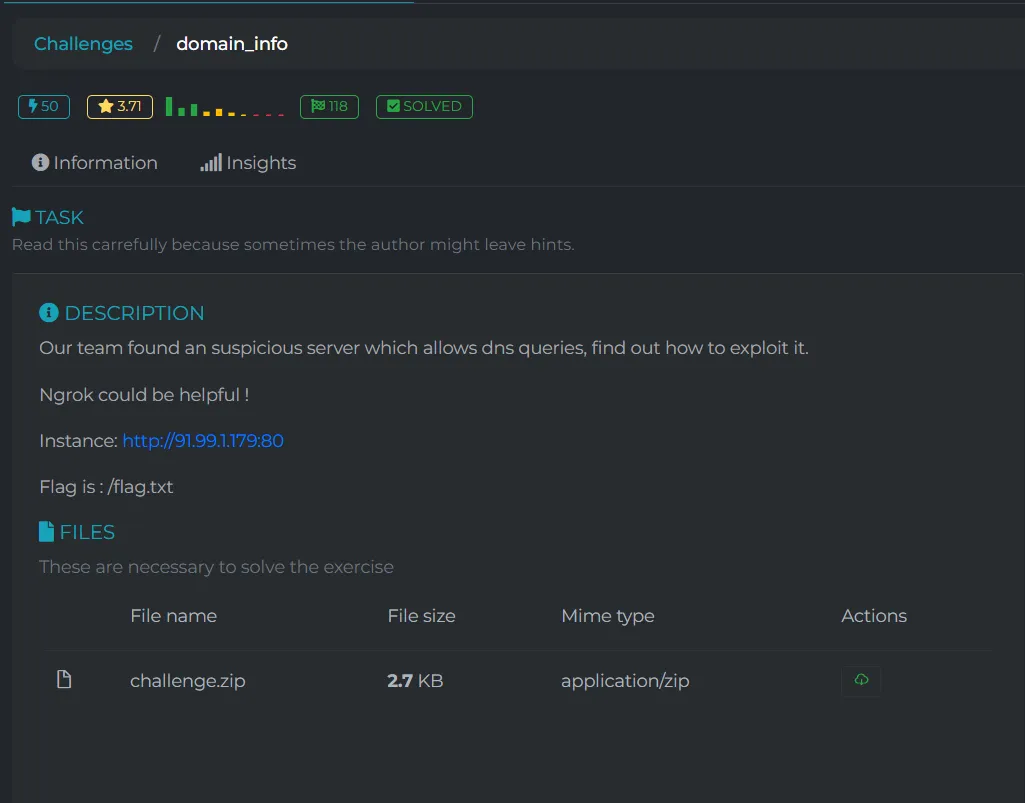 Challenges / domain_info
50 3.71 118 SOLVED
Information Insights
TASK
Read this carrefully because sometimes the author might leave hints.
DESCRIPTION
Our team found an suspicious server which allows dns queries, find out how to exploit it.
Ngrok could be helpful !
Instance: http://91.99.1.179:80
Flag is : /flag.txt
FILES
These are necessary to solve the exercise
File name File size Mime type Actions
challenge.zip 2.7 KB application/zip